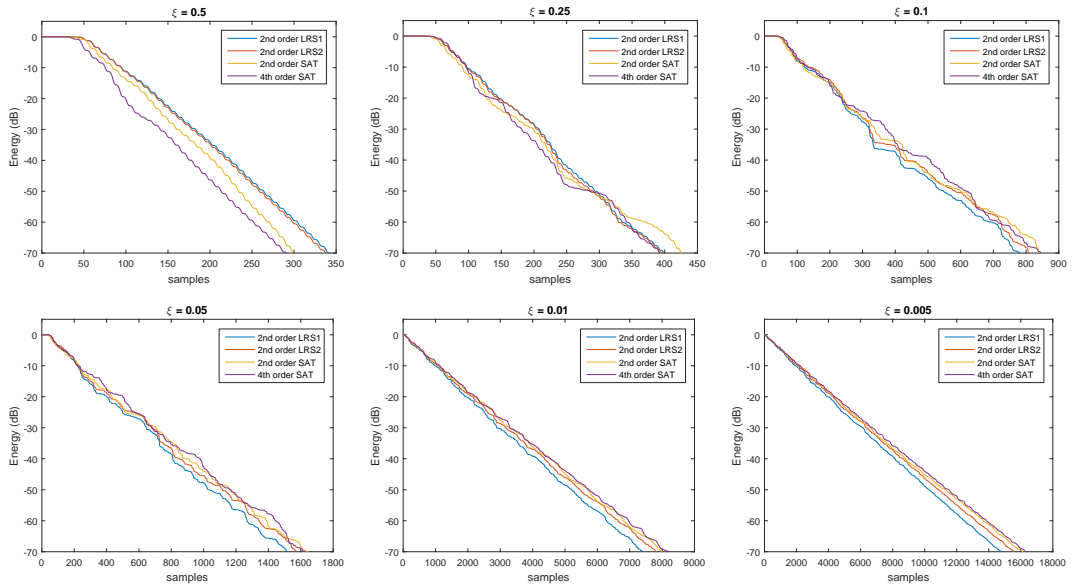 ξ = 0.5
0
-10
-20
-30
-40
-50
-60
-70
Energy (dB)
0 50 100 150 200 250 300 350
samples
2nd order LRS1
2nd order LRS2
2nd order SAT
4th order SAT
ξ = 0.25
0
-10
-20
-30
-40
-50
-60
-70
Energy (dB)
0 50 100 150 200 250 300 350 400 450
samples
2nd order LRS1
2nd order LRS2
2nd order SAT
4th order SAT
ξ = 0.1
0
-10
-20
-30
-40
-50
-60
-70
Energy (dB)
0 100 200 300 400 500 600 700 800 900
samples
2nd order LRS1
2nd order LRS2
2nd order SAT
4th order SAT
ξ = 0.05
0
-10
-20
-30
-40
-50
-60
-70
Energy (dB)
0 200 400 600 800 1000 1200 1400 1600 1800
samples
2nd order LRS1
2nd order LRS2
2nd order SAT
4th order SAT
ξ = 0.01
0
-10
-20
-30
-40
-50
-60
-70
Energy (dB)
0 1000 2000 3000 4000 5000 6000 7000 8000 9000
samples
2nd order LRS1
2nd order LRS2
2nd order SAT
4th order SAT
ξ = 0.005
0
-10
-20
-30
-40
-50
-60
-70
Energy (dB)
0 2000 4000 6000 8000 10000 12000 14000 16000 18000
samples
2nd order LRS1
2nd order LRS2
2nd order SAT
4th order SAT